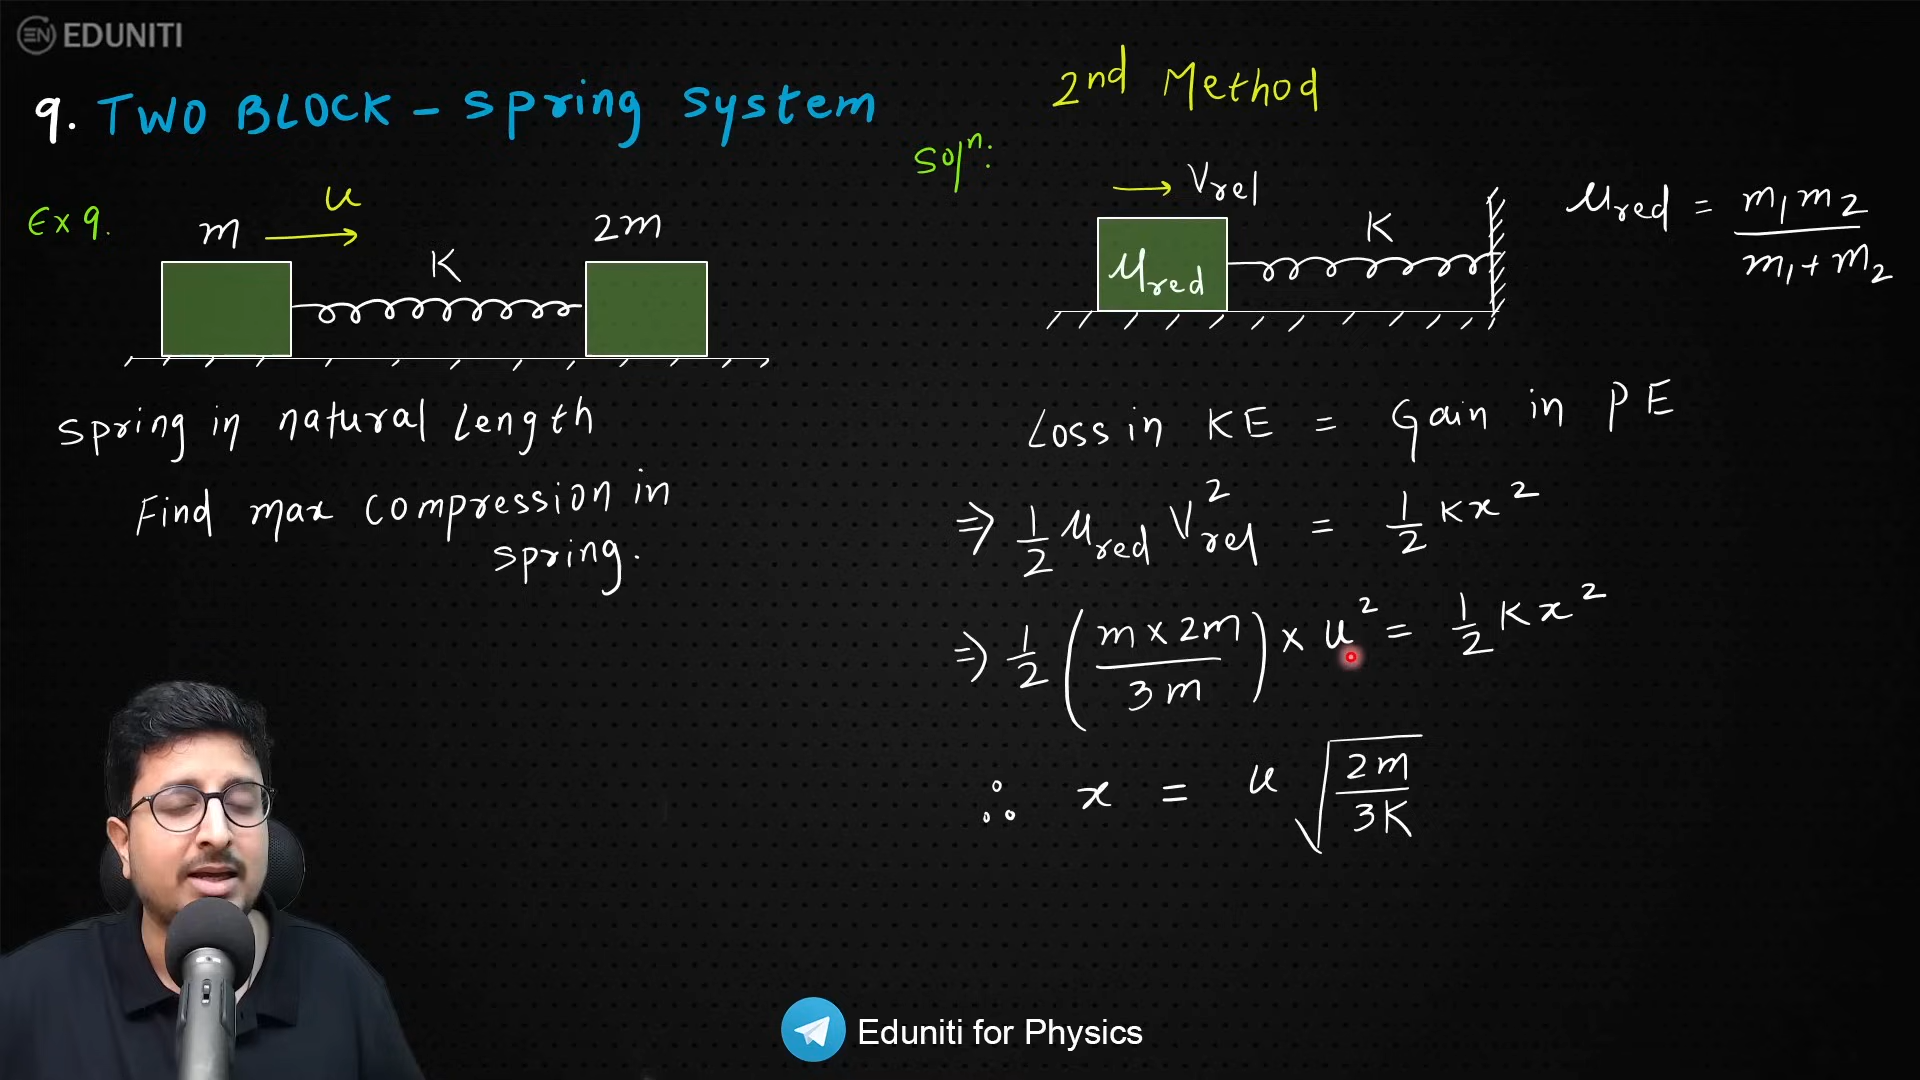 EN EDUNITI
9. TWO BLOCK - Spring System
Ex 9.
m
u
K
2m
Spring in natural Length
Find max compression in
spring.
2nd Method
Solⁿ:
Vrel
μred
K
μred = m₁m₂ / m₁+m₂
Loss in KE = Gain in PE
⇒ 1/2 μred Vrel² = 1/2 Kx²
⇒ 1/2 (m×2m / 3m) × u² = 1/2 Kx²
∴ x = u √(2m / 3K)
Eduniti for Physics